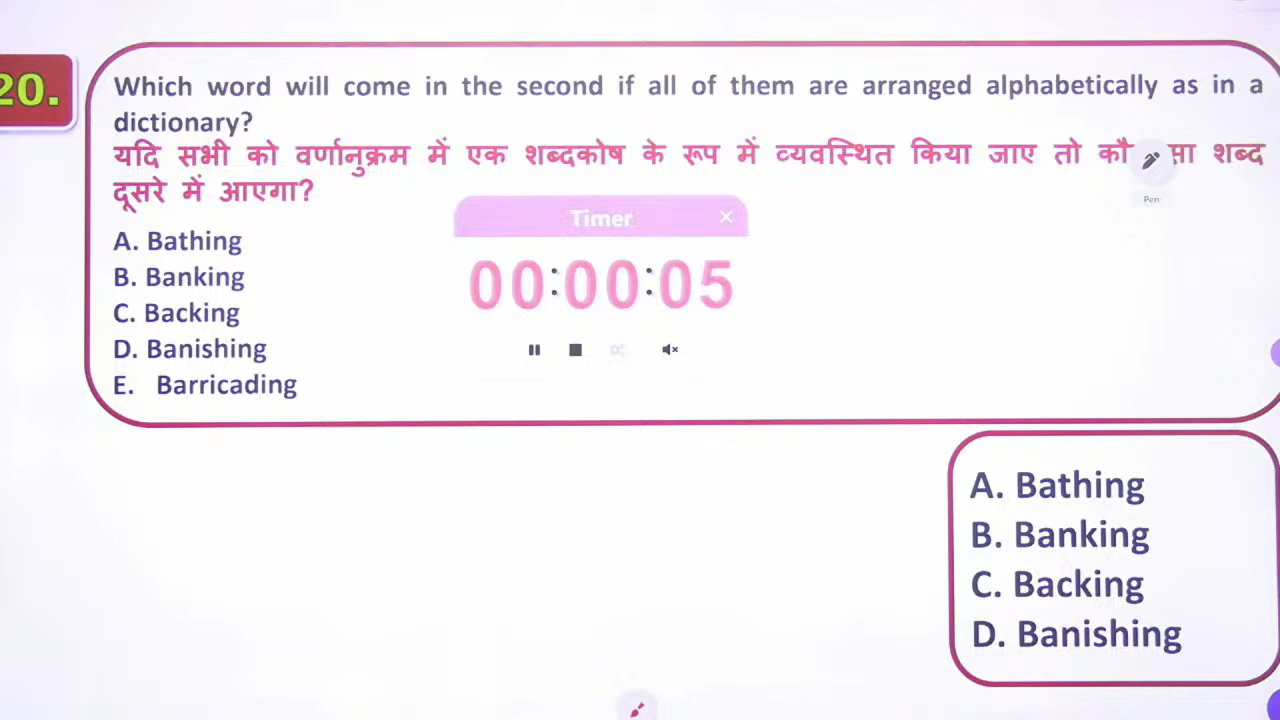 20.
Which word will come in the second if all of them are arranged alphabetically as in a
dictionary?
यदि सभी को वर्णानुक्रम में एक शब्दकोष के रूप में व्यवस्थित किया जाए तो कौ सा शब्द
दूसरे में आएगा?
Pen
Timer
A. Bathing
B. Banking
00:00:05
C. Backing
D. Banishing
E. Barricading
A. Bathing
B. Banking
C. Backing
D. Banishing